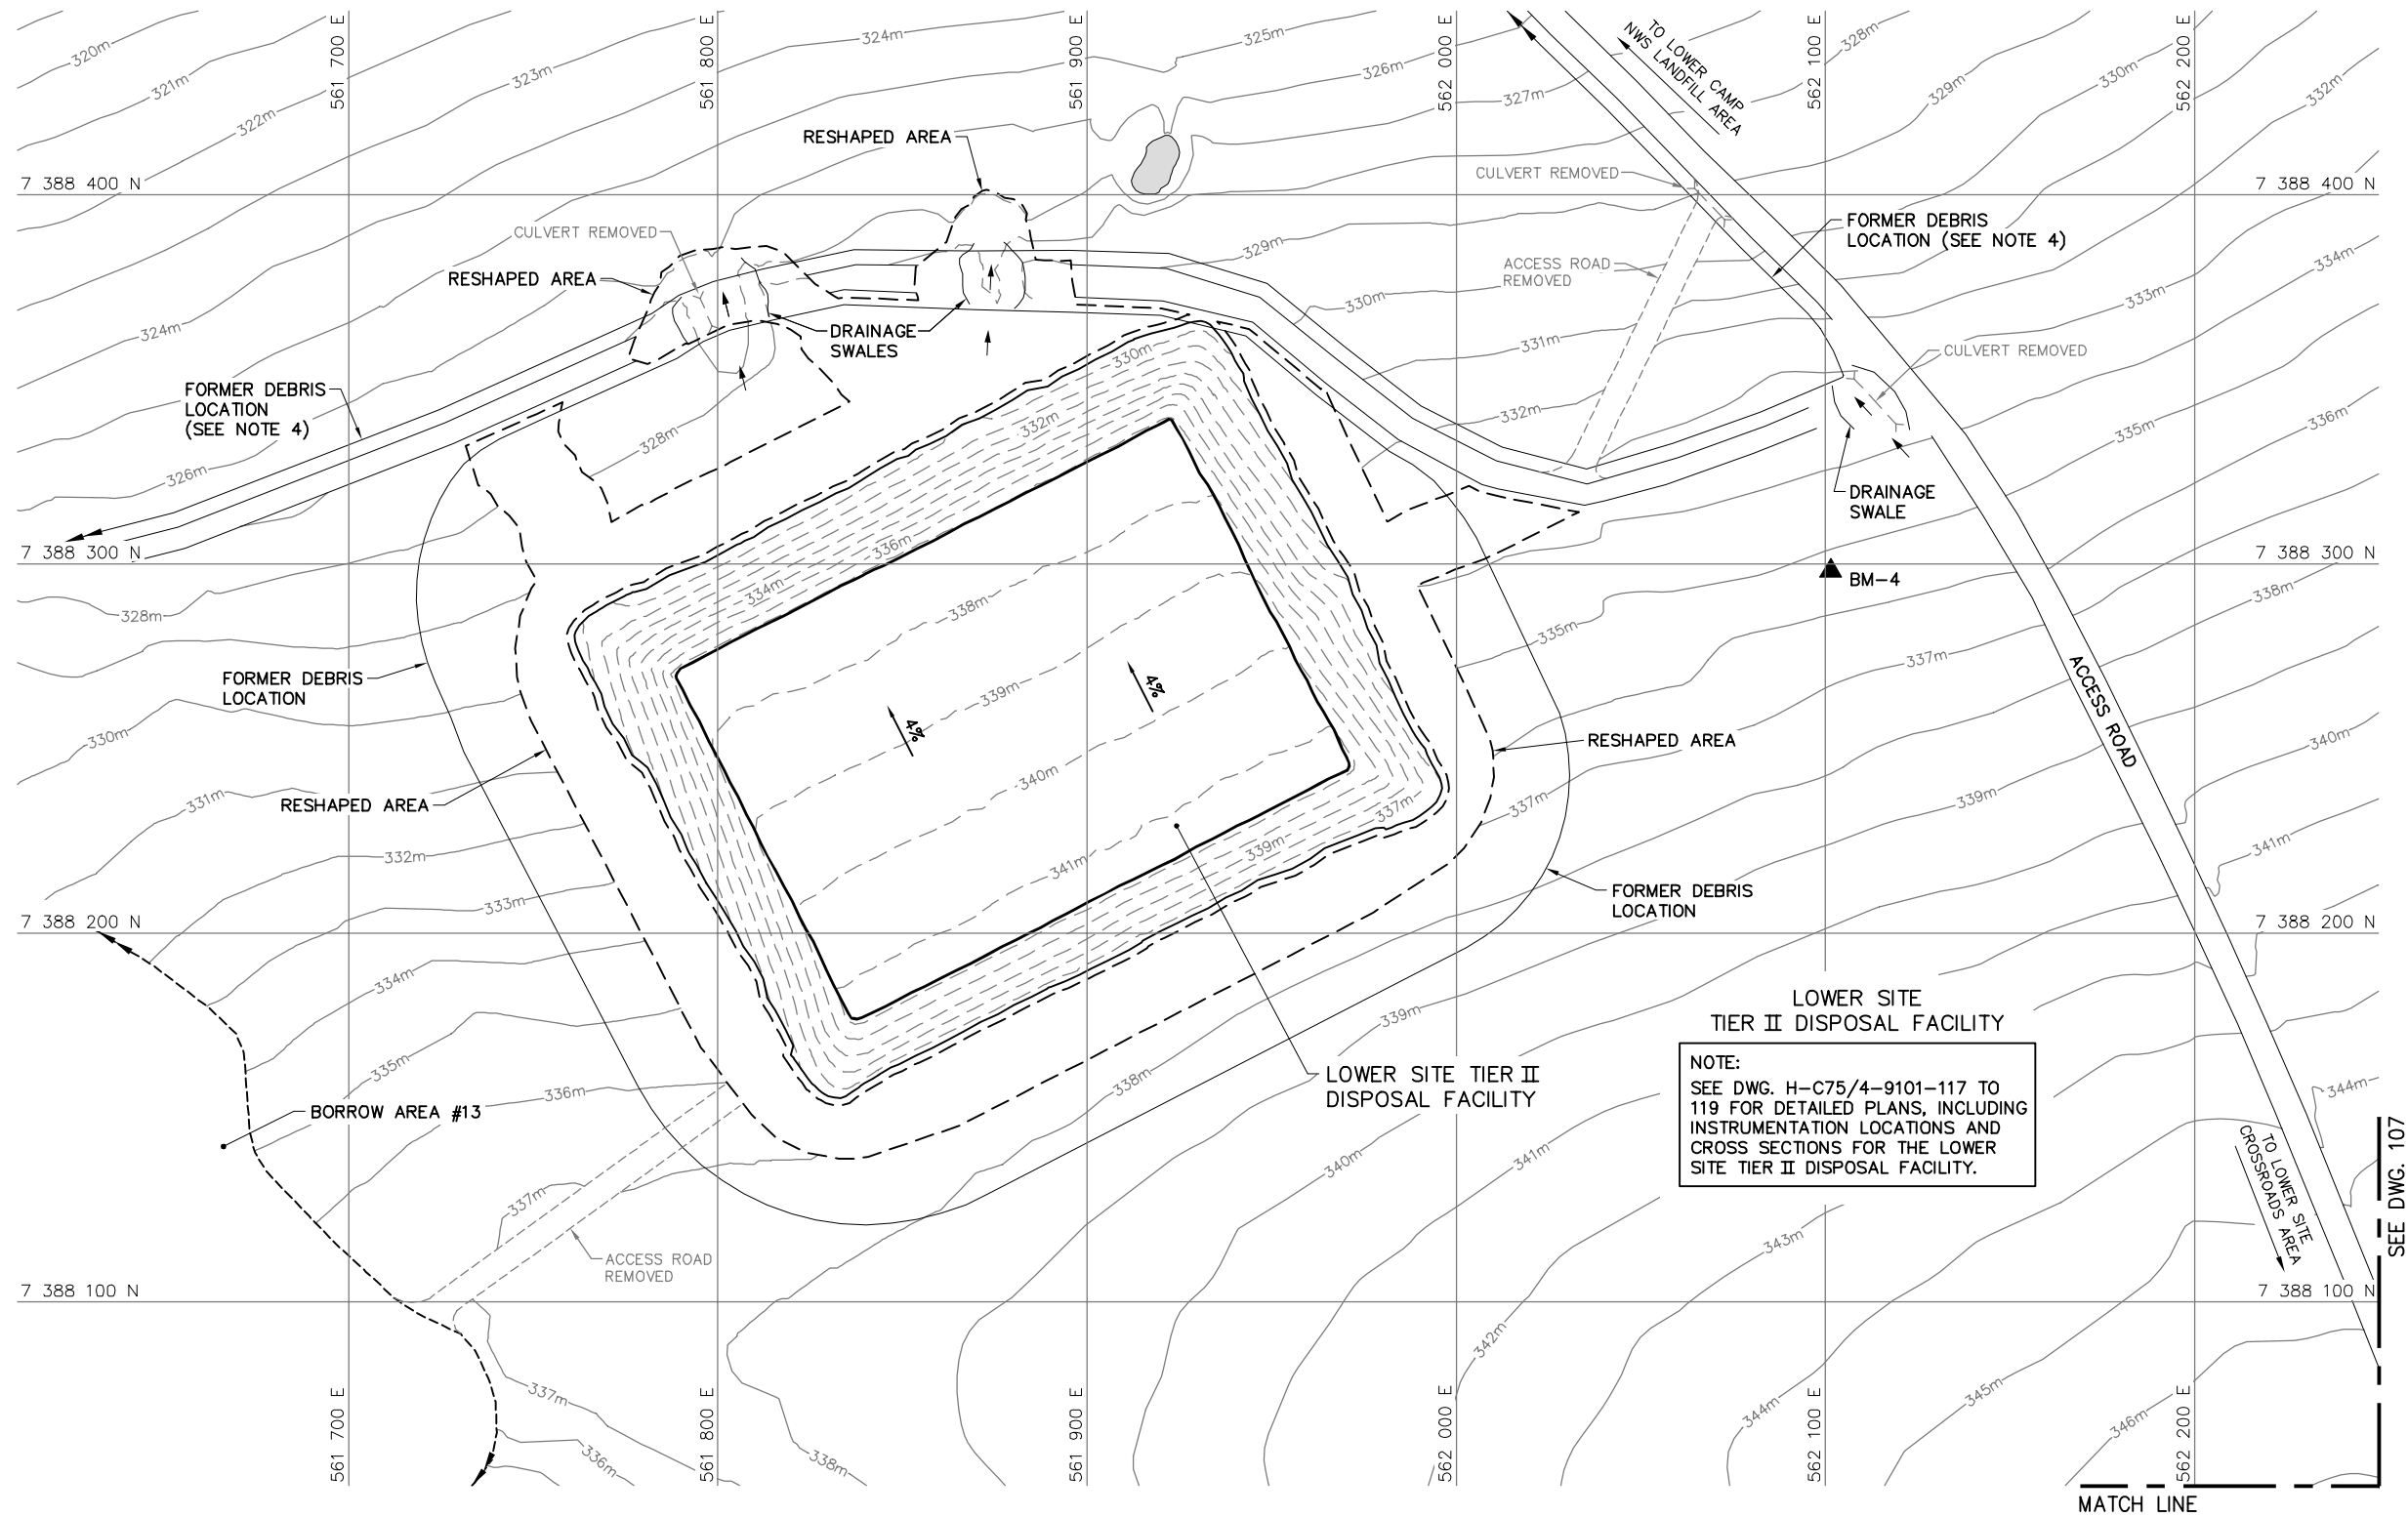 561 700 E
561 800 E
561 900 E
562 000 E
562 100 E
562 200 E
320m
321m
322m
323m
324m
325m
326m
327m
328m
329m
330m
332m
TO LOWER CAMP
NWS LANDFILL AREA
RESHAPED AREA
CULVERT REMOVED
7 388 400 N
7 388 400 N
FORMER DEBRIS
LOCATION (SEE NOTE 4)
CULVERT REMOVED
RESHAPED AREA
329m
ACCESS ROAD
REMOVED
334m
324m
DRAINAGE
SWALES
330m
333m
330m
331m
CULVERT REMOVED
FORMER DEBRIS
LOCATION
(SEE NOTE 4)
328m
332m
332m
336m
335m
326m
DRAINAGE
SWALE
336m
7 388 300 N
7 388 300 N
BM-4
334m
338m
338m
328m
335m
337m
FORMER DEBRIS
LOCATION
339m
4%
4%
330m
RESHAPED AREA
ACCESS ROAD
340m
340m
331m
RESHAPED AREA
337m
337m
339m
332m
341m
339m
341m
333m
FORMER DEBRIS
LOCATION
7 388 200 N
7 388 200 N
334m
339m
LOWER SITE
TIER II DISPOSAL FACILITY
335m
338m
LOWER SITE TIER II
DISPOSAL FACILITY
NOTE:
SEE DWG. H-C75/4-9101-117 TO
119 FOR DETAILED PLANS, INCLUDING
INSTRUMENTATION LOCATIONS AND
CROSS SECTIONS FOR THE LOWER
SITE TIER II DISPOSAL FACILITY.
344m
336m
BORROW AREA #13
341m
340m
337m
TO LOWER SITE
CROSSROADS AREA
SEE DWG. 107
343m
ACCESS ROAD
REMOVED
7 388 100 N
7 388 100 N
342m
337m
344m
345m
346m
336m
338m
561 700 E
561 800 E
561 900 E
562 000 E
562 100 E
562 200 E
MATCH LINE